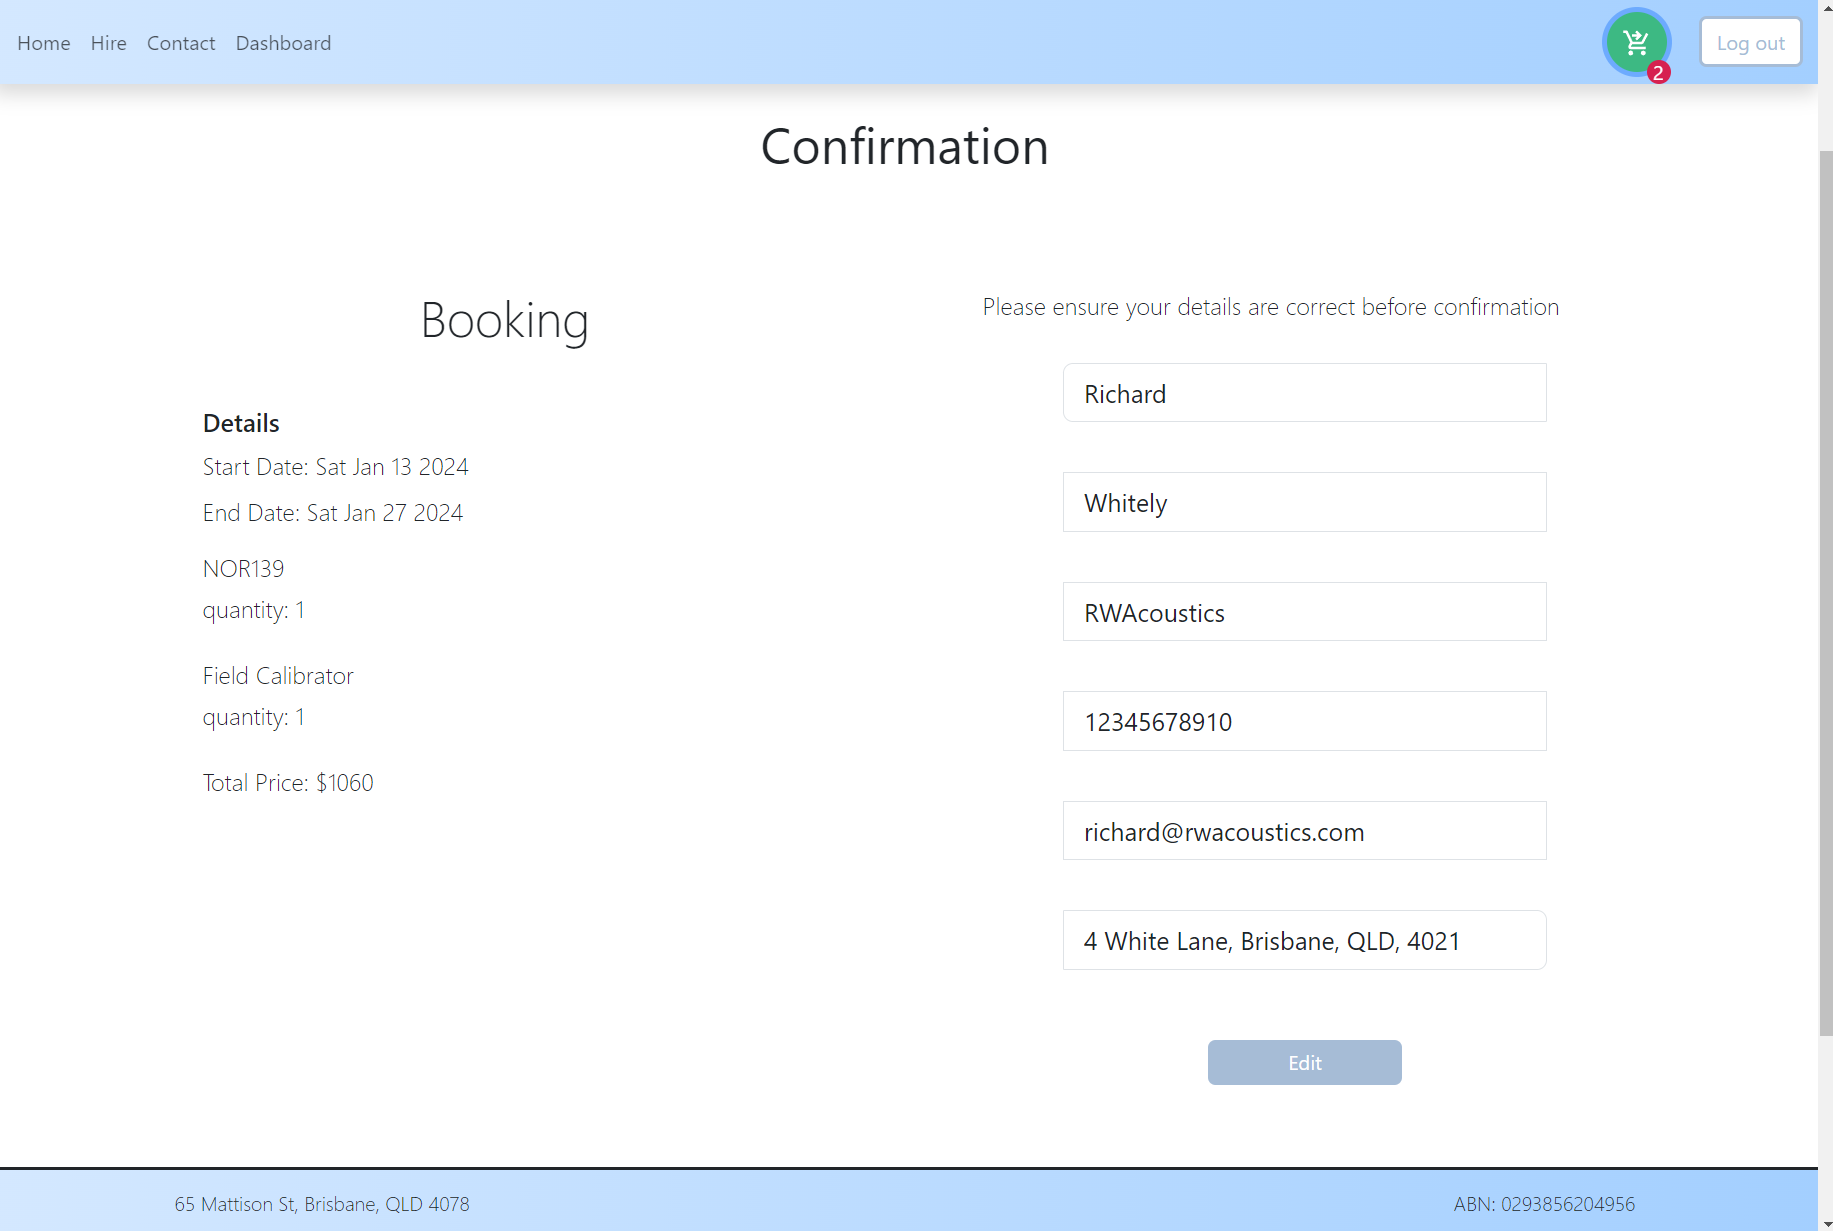 Home Hire Contact Dashboard
2
Log out
Confirmation
Booking
Details
Start Date: Sat Jan 13 2024
End Date: Sat Jan 27 2024
NOR139
quantity: 1
Field Calibrator
quantity: 1
Total Price: $1060
Please ensure your details are correct before confirmation
Richard
Whitely
RWAcoustics
12345678910
richard@rwacoustics.com
4 White Lane, Brisbane, QLD, 4021
Edit
65 Mattison St, Brisbane, QLD 4078
ABN: 0293856204956